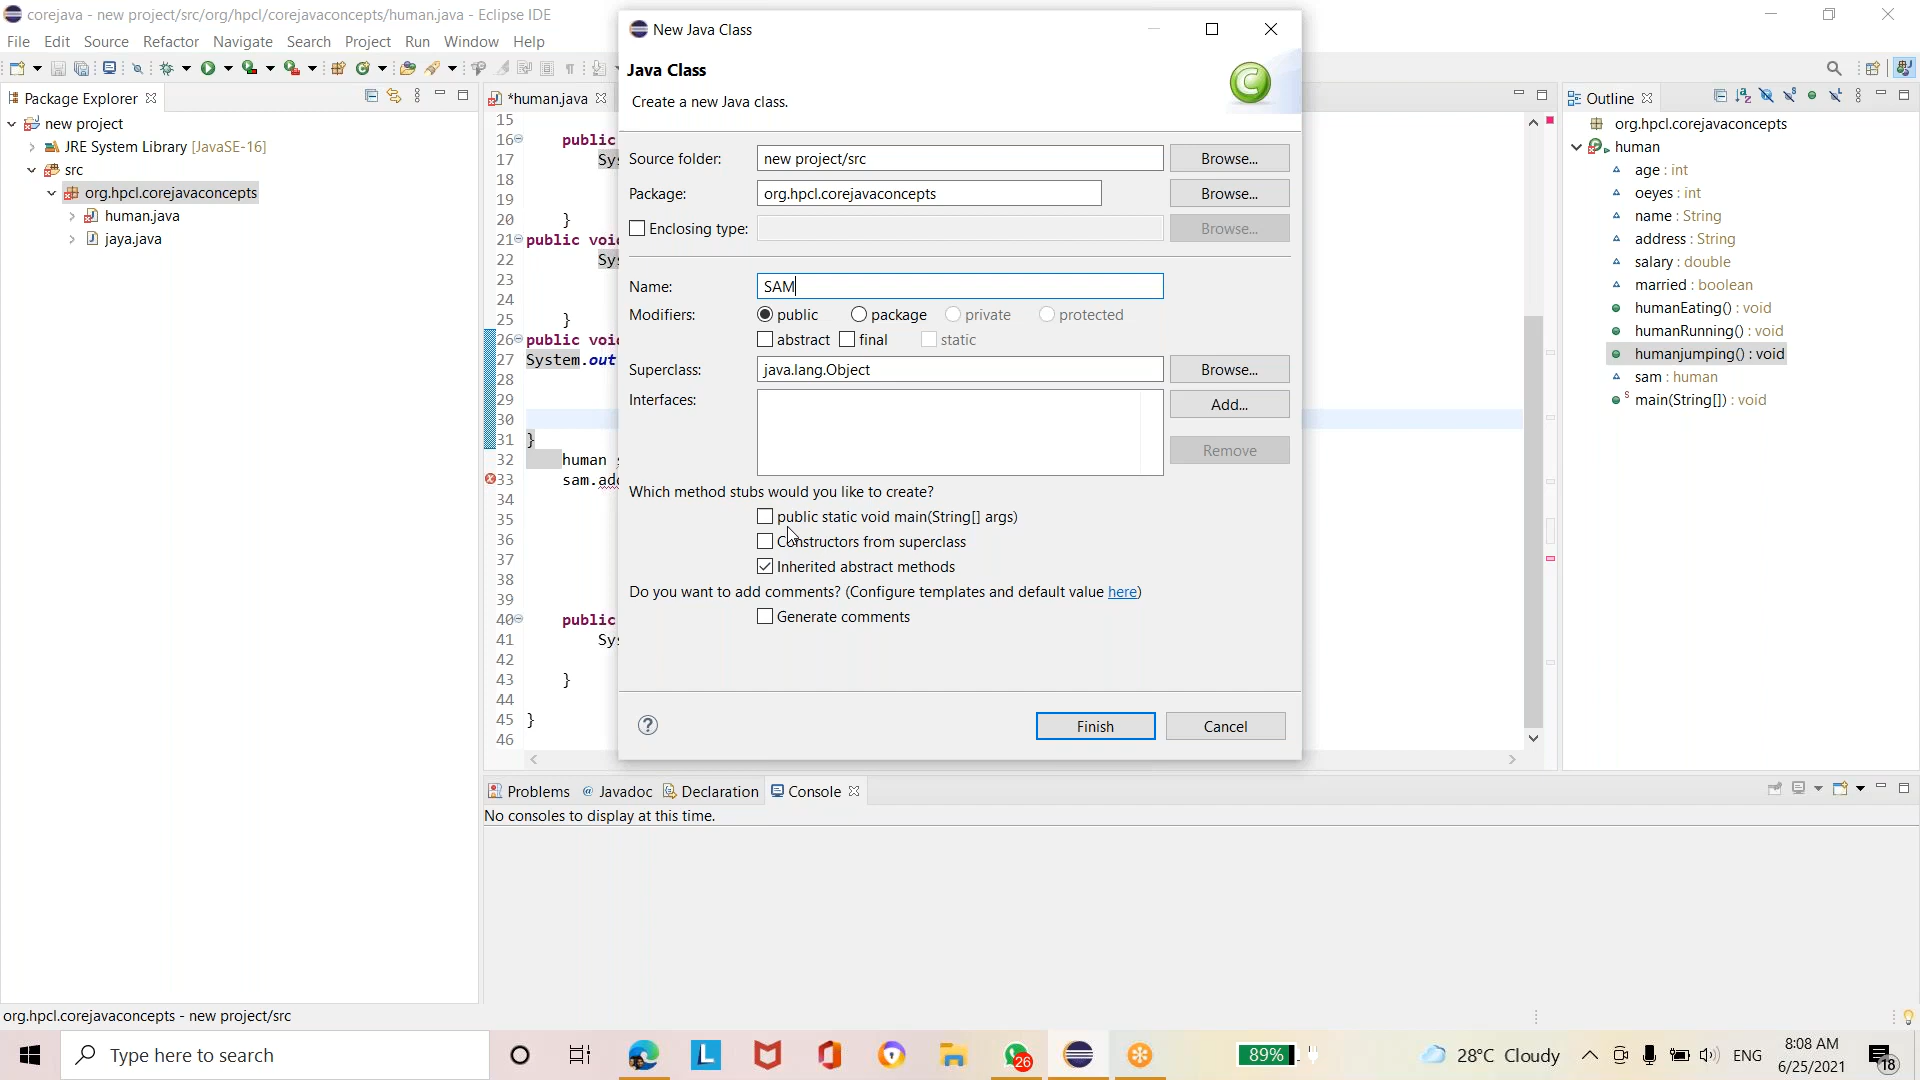 corejava - new project/src/org/hpcl/corejavaconcepts/human.java - Eclipse IDE
File Edit Source Refactor Navigate Search Project Run Window Help
Package Explorer
new project
JRE System Library [JavaSE-16]
src
org.hpcl.corejavaconcepts
human.java
jaya.java
*human.java
15
16 public
17 Sys
18
19
20 }
21 public void
22 Sys
23
24
25 }
26 public void
27 System.out
28
29
30
31 }
32 human
33 sam.add
34
35
36
37
38
39
40 public
41 Sys
42
43 }
44
45 }
46
New Java Class
Java Class
Create a new Java class.
Source folder: new project/src Browse...
Package: org.hpcl.corejavaconcepts Browse...
Enclosing type: Browse...
Name: SAM
Modifiers: public package private protected
abstract final static
Superclass: java.lang.Object Browse...
Interfaces: Add...
Remove
Which method stubs would you like to create?
public static void main(String[] args)
Constructors from superclass
Inherited abstract methods
Do you want to add comments? (Configure templates and default value here)
Generate comments
Finish Cancel
Outline
org.hpcl.corejavaconcepts
human
age : int
oeyes : int
name : String
address : String
salary : double
married : boolean
humanEating() : void
humanRunning() : void
humanjumping() : void
sam : human
main(String[]) : void
Problems @ Javadoc Declaration Console
No consoles to display at this time.
org.hpcl.corejavaconcepts - new project/src
Type here to search
26
89%
28°C Cloudy
ENG
8:08 AM
6/25/2021
18